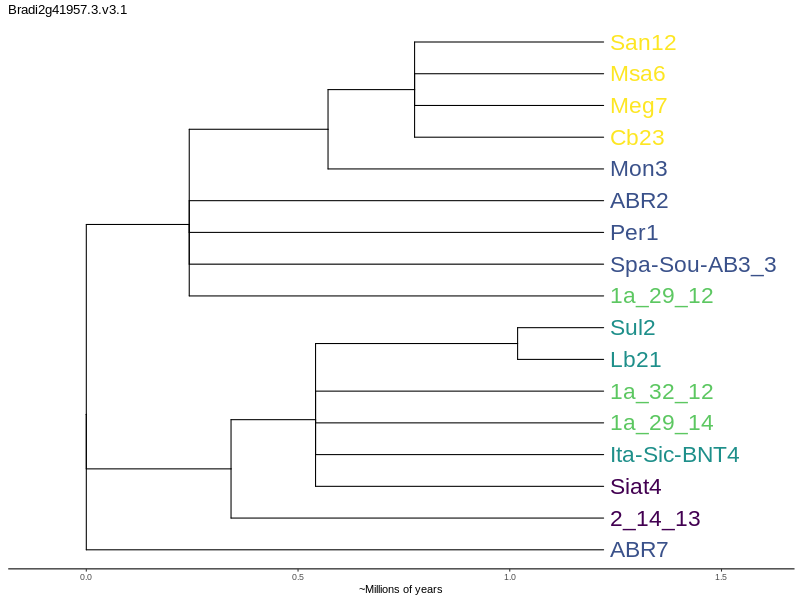 Bradi2g41957.3.v3.1
San12
Msa6
Meg7
Cb23
Mon3
ABR2
Per1
Spa-Sou-AB3_3
1a_29_12
Sul2
Lb21
1a_32_12
1a_29_14
Ita-Sic-BNT4
Siat4
2_14_13
ABR7
0.0 0.5 1.0 1.5
~Millions of years